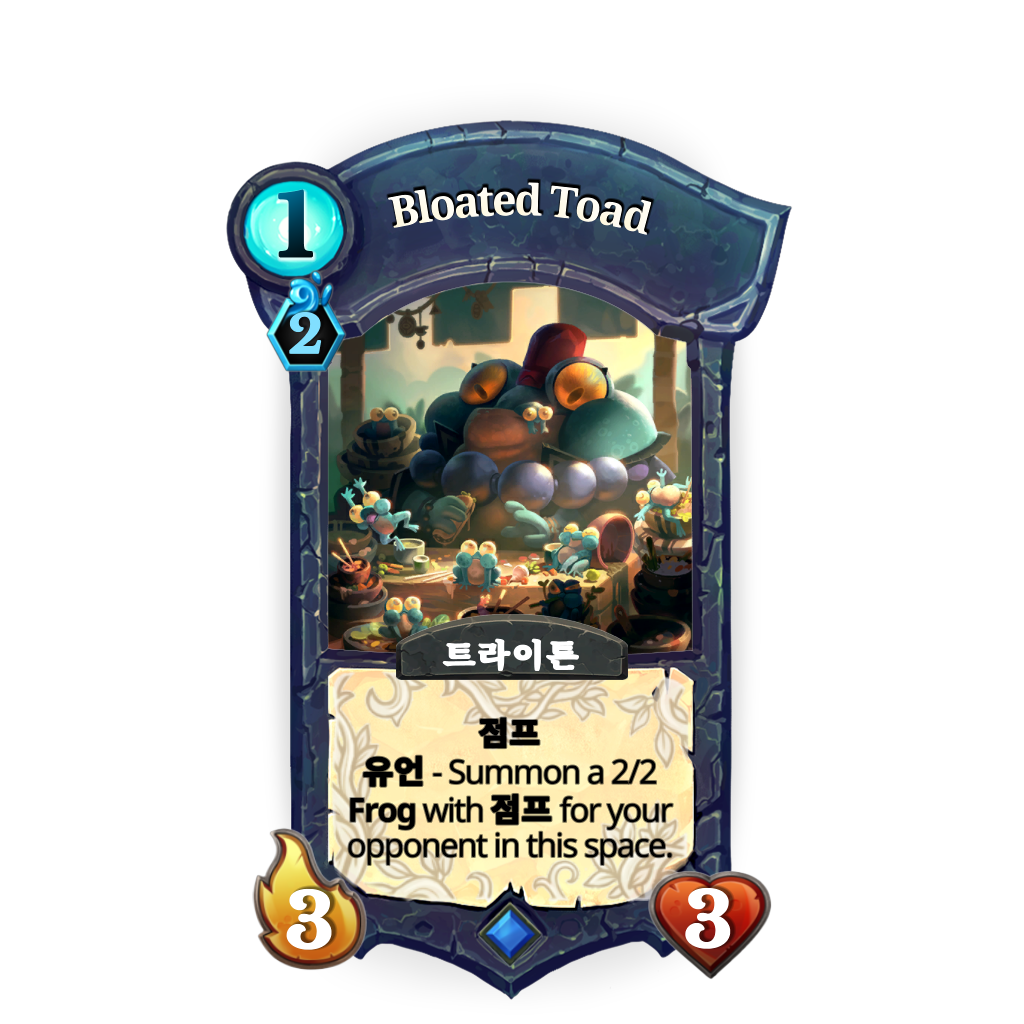 Bloated Toad
1
2
트라이튼
점프
유언 - Summon a 2/2
Frog with 점프 for your
opponent in this space.
3
3